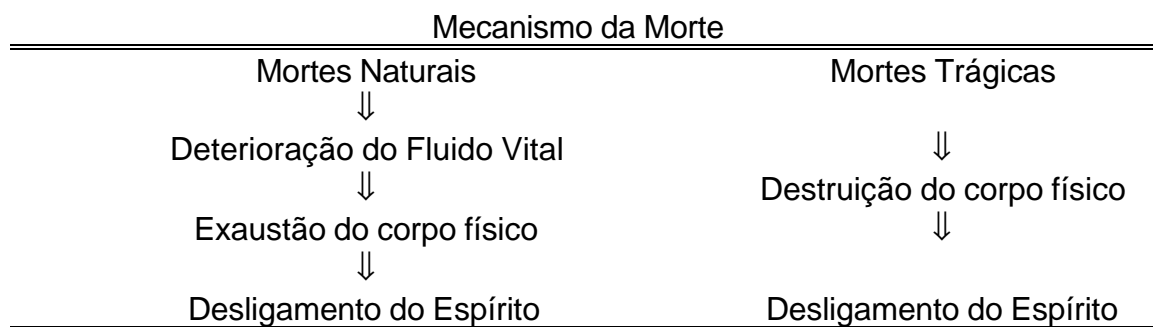 Mecanismo da Morte
Mortes Naturais Mortes Trágicas
⇓
Deterioração do Fluido Vital ⇓
⇓ Destruição do corpo físico
Exaustão do corpo físico ⇓
⇓
Desligamento do Espírito Desligamento do Espírito